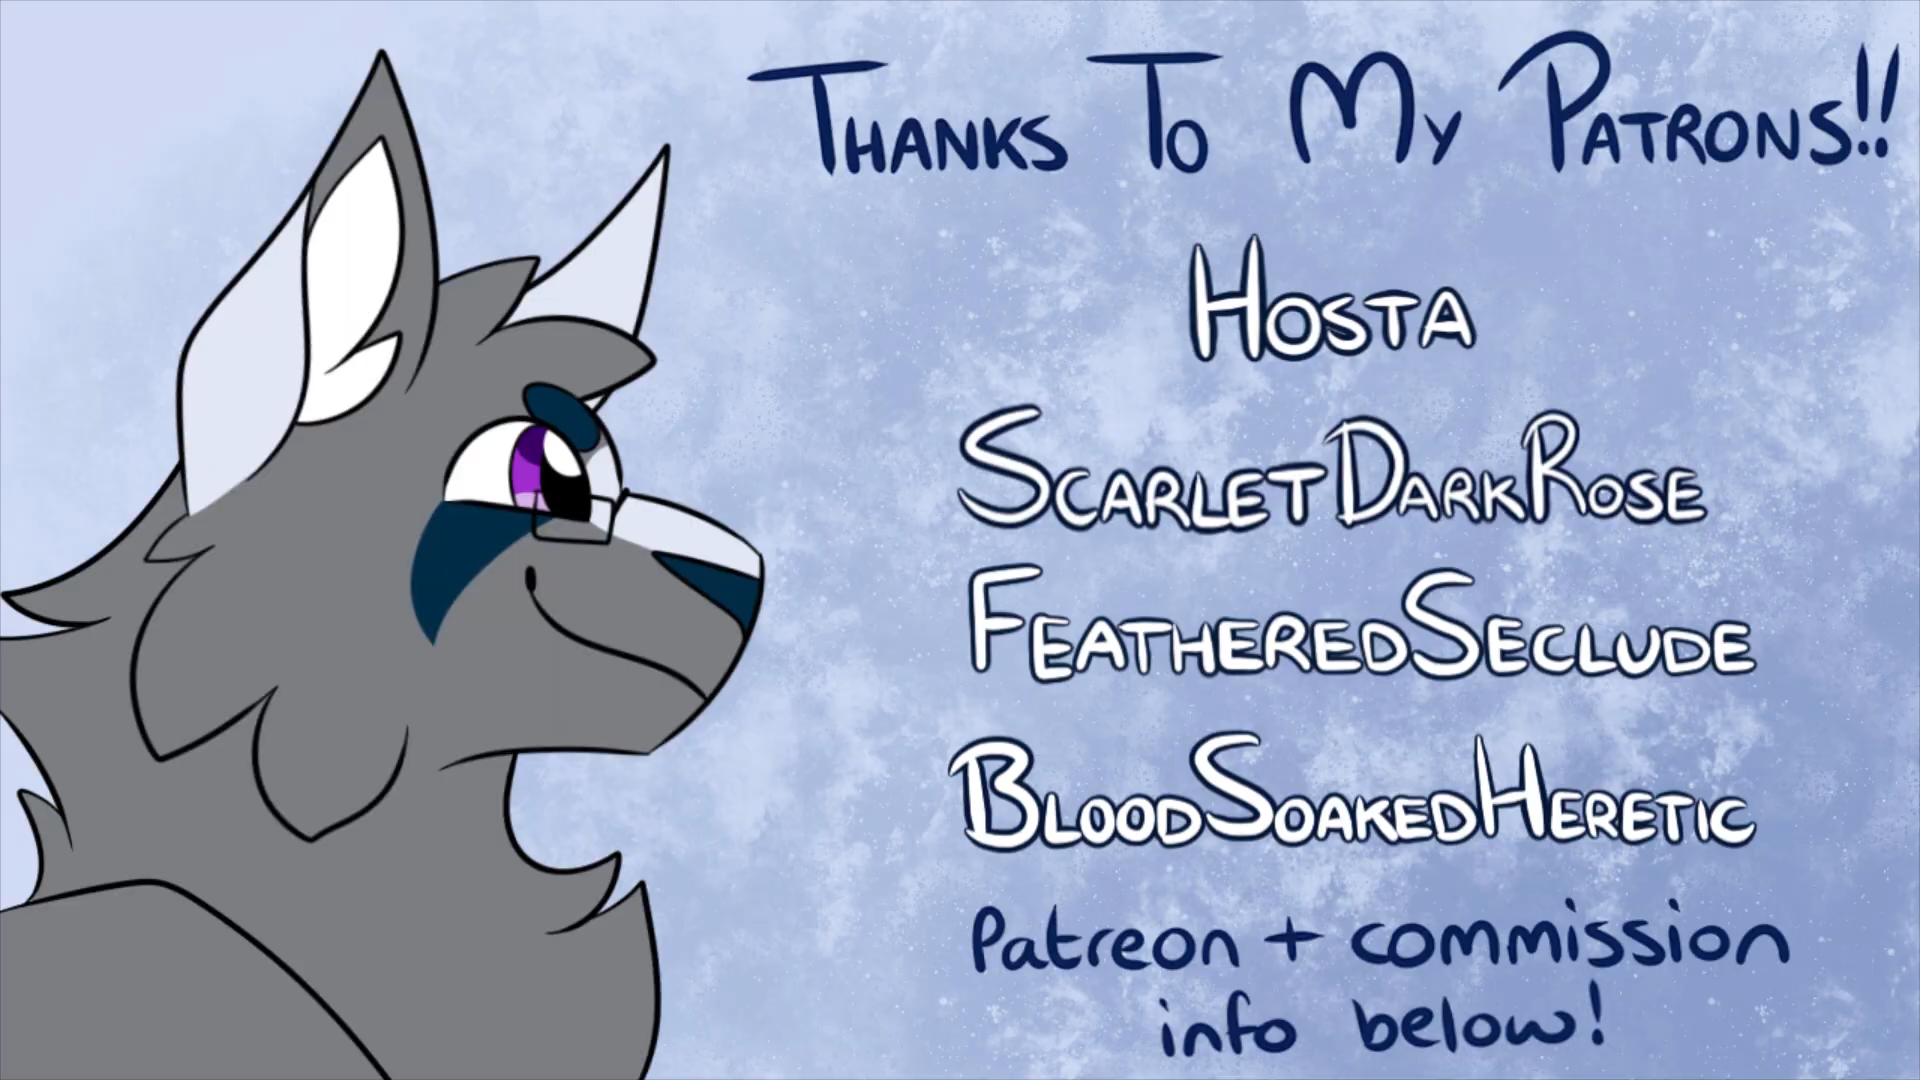 Thanks To My Patrons!!
Hosta
ScarletDarkRose
FeatheredSeclude
BloodSoakedHeretic
Patreon + commission
info below!